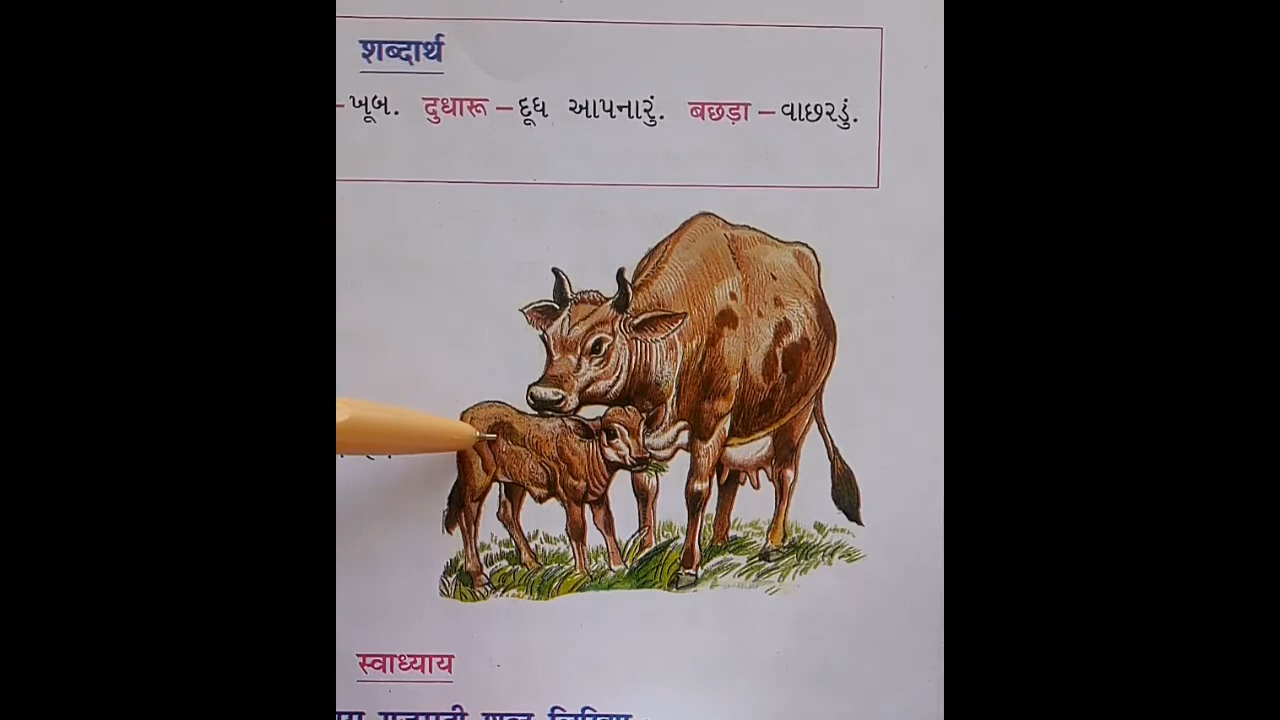 शब्दार्थ
– ખૂબ. दुधारू – દૂધ આપનારું. बछड़ा – વાછરડું.
स्वाध्याय